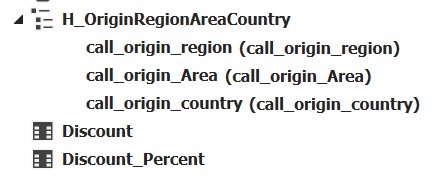 H_OriginRegionAreaCountry
call_origin_region (call_origin_region)
call_origin_Area (call_origin_Area)
call_origin_country (call_origin_country)
Discount
Discount_Percent